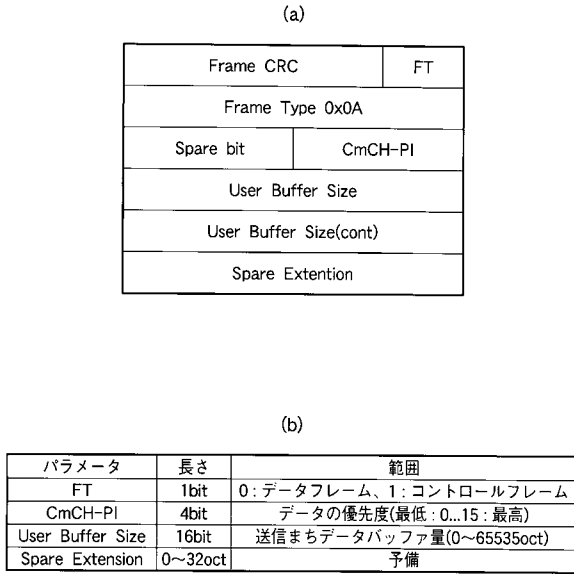 (a)
Frame CRC FT
Frame Type 0x0A
Spare bit CmCH-PI
User Buffer Size
User Buffer Size(cont)
Spare Extention
(b)
パラメータ 長さ 範囲
FT 1bit 0:データフレーム、1:コントロールフレーム
CmCH-PI 4bit データの優先度(最低:0...15:最高)
User Buffer Size 16bit 送信まちデータバッファ量(0~65535oct)
Spare Extension 0~32oct 予備